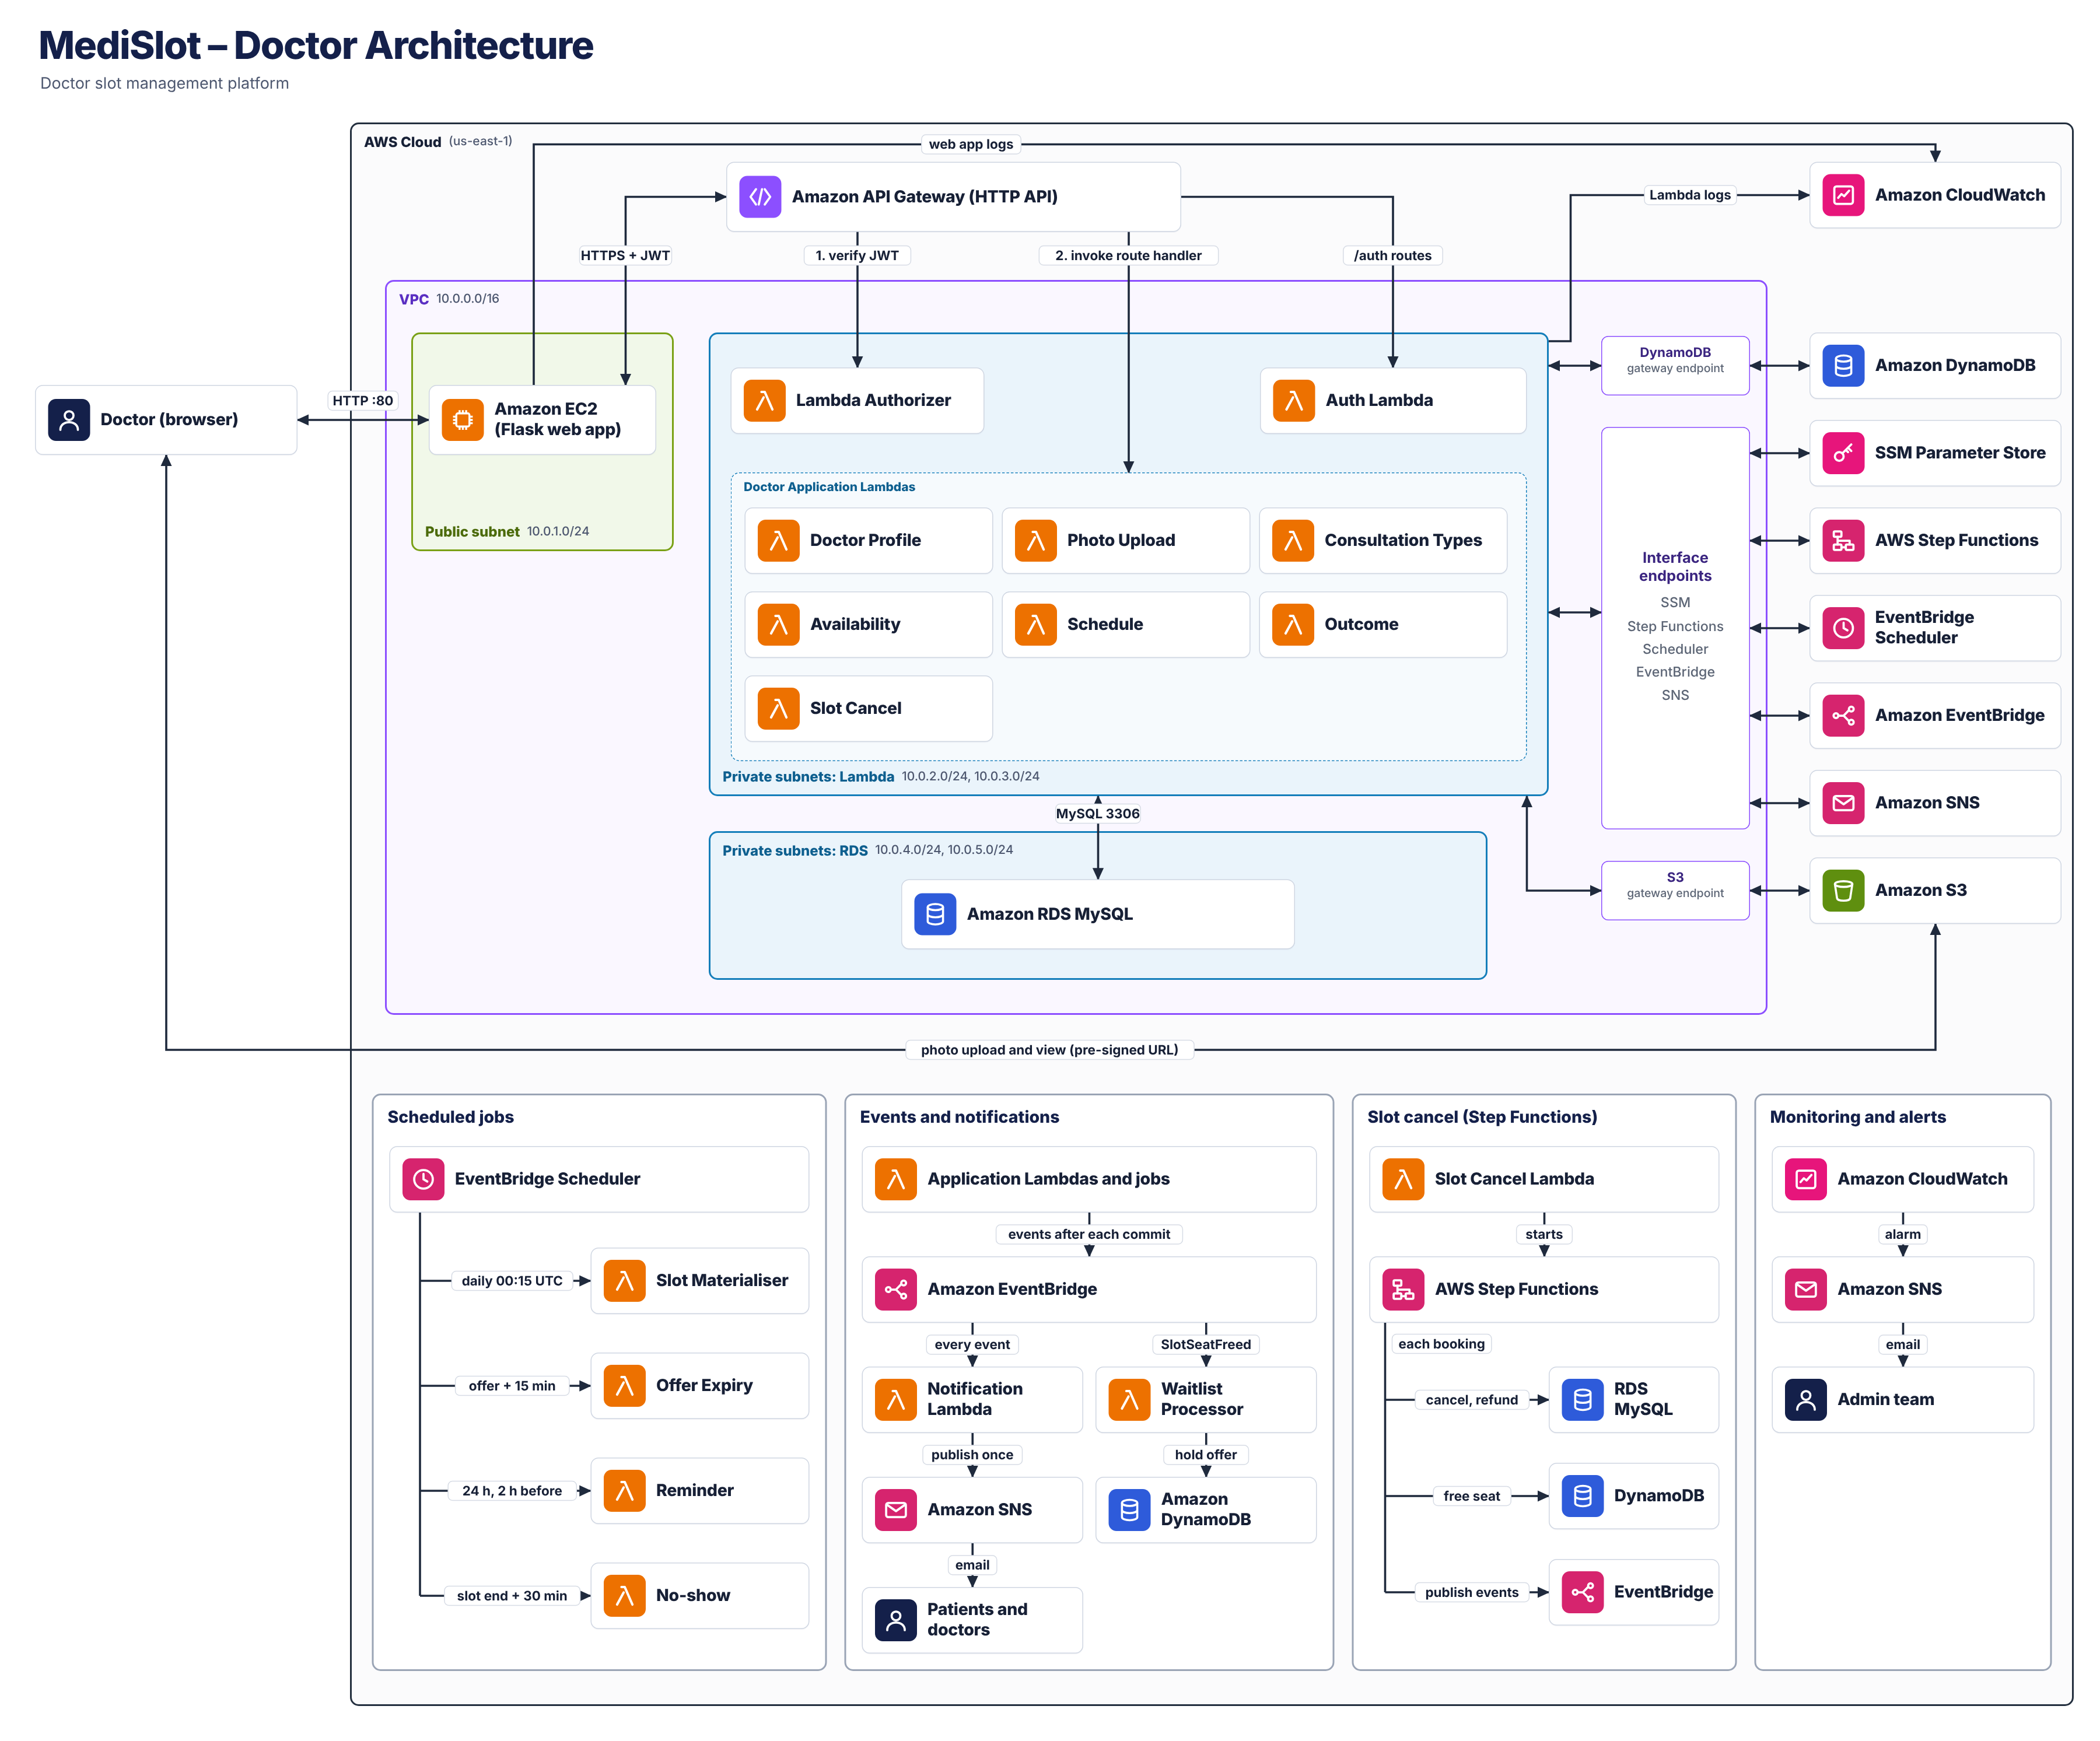 MediSlot – Doctor Architecture
Doctor slot management platform
AWS Cloud (us-east-1)
web app logs
Amazon API Gateway (HTTP API)
Lambda logs
Amazon CloudWatch
HTTPS + JWT
1. verify JWT
2. invoke route handler
/auth routes
VPC 10.0.0.0/16
Doctor (browser)
HTTP :80
Amazon EC2
(Flask web app)
Public subnet 10.0.1.0/24
Lambda Authorizer
Auth Lambda
Doctor Application Lambdas
Doctor Profile
Photo Upload
Consultation Types
Availability
Schedule
Outcome
Slot Cancel
Private subnets: Lambda 10.0.2.0/24, 10.0.3.0/24
MySQL 3306
Private subnets: RDS 10.0.4.0/24, 10.0.5.0/24
Amazon RDS MySQL
DynamoDB
gateway endpoint
Interface
endpoints
SSM
Step Functions
Scheduler
EventBridge
SNS
S3
gateway endpoint
Amazon DynamoDB
SSM Parameter Store
AWS Step Functions
EventBridge
Scheduler
Amazon EventBridge
Amazon SNS
Amazon S3
photo upload and view (pre-signed URL)
Scheduled jobs
EventBridge Scheduler
daily 00:15 UTC
Slot Materialiser
offer + 15 min
Offer Expiry
24 h, 2 h before
Reminder
slot end + 30 min
No-show
Events and notifications
Application Lambdas and jobs
events after each commit
Amazon EventBridge
every event
SlotSeatFreed
Notification
Lambda
Waitlist
Processor
publish once
hold offer
Amazon SNS
Amazon
DynamoDB
email
Patients and
doctors
Slot cancel (Step Functions)
Slot Cancel Lambda
starts
AWS Step Functions
each booking
cancel, refund
RDS
MySQL
free seat
DynamoDB
publish events
EventBridge
Monitoring and alerts
Amazon CloudWatch
alarm
Amazon SNS
email
Admin team